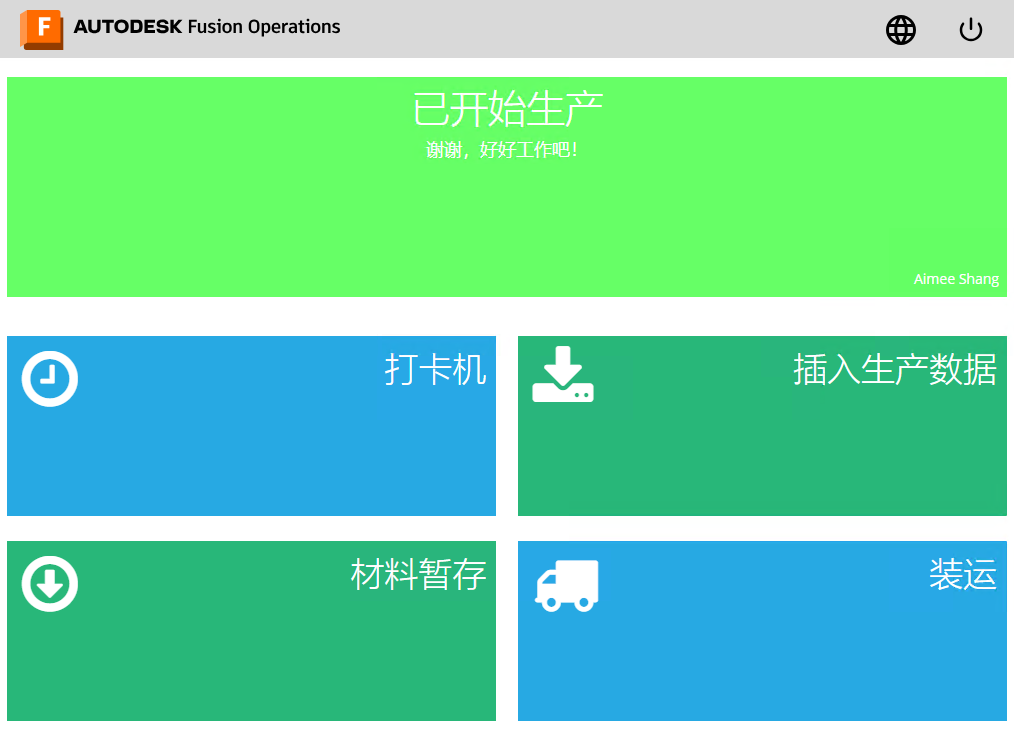 F AUTODESK Fusion Operations
已开始生产
谢谢，好好工作吧！
Aimee Shang
打卡机
插入生产数据
材料暂存
装运